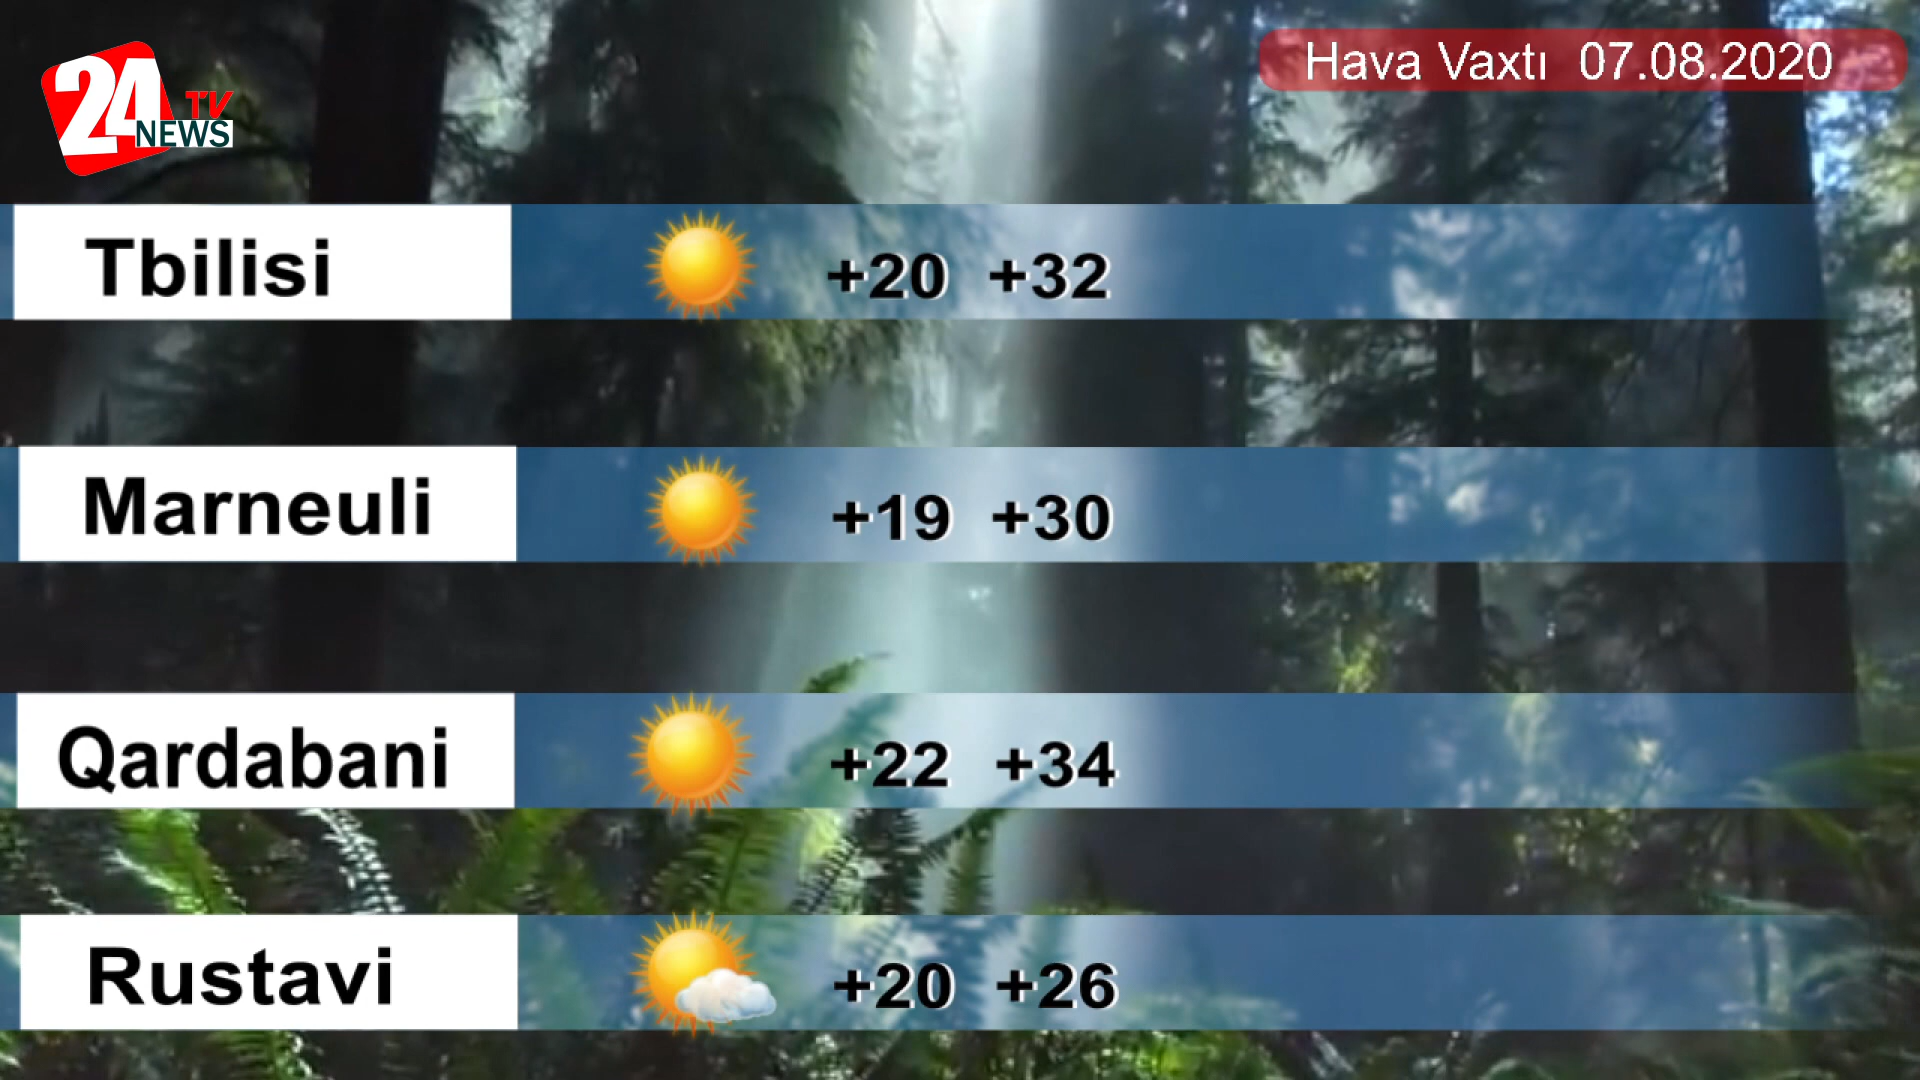 24 TV
NEWS
Hava Vaxtı 07.08.2020
Tbilisi +20 +32
Marneuli +19 +30
Qardabani +22 +34
Rustavi +20 +26